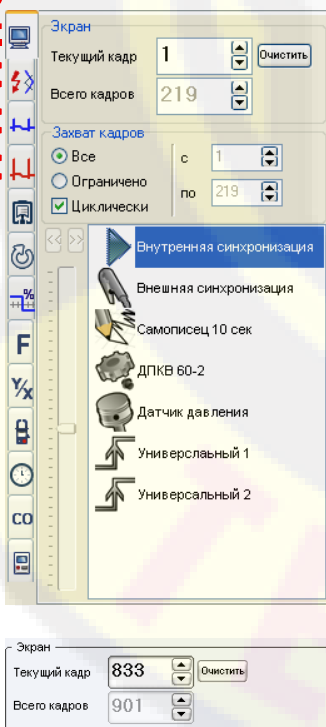 Экран
Текущий кадр 1 Очистить
Всего кадров 219
Захват кадров
Все с 1
Ограничено по 219
Циклически
Внутренняя синхронизация
Внешняя синхронизация
Самописец 10 сек
ДПКВ 60-2
Датчик давления
Универслаьный 1
Универсальный 2
%
F
Y/X
CO
Экран
Текущий кадр 833 Очистить
Всего кадров 901